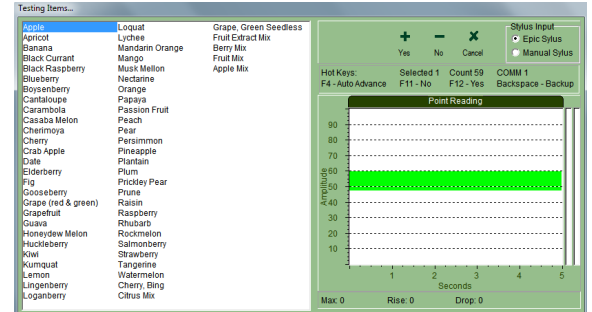 Testing Items...
Apple
Apricot
Banana
Black Currant
Black Raspberry
Blueberry
Boysenberry
Cantaloupe
Carambola
Casaba Melon
Cherimoya
Cherry
Crab Apple
Date
Elderberry
Fig
Gooseberry
Grape (red & green)
Grapefruit
Guava
Honeydew Melon
Huckleberry
Kiwi
Kumquat
Lemon
Lingenberry
Loganberry
Loquat
Lychee
Mandarin Orange
Mango
Musk Mellon
Nectarine
Orange
Papaya
Passion Fruit
Peach
Pear
Persimmon
Pineapple
Plantain
Plum
Prickley Pear
Prune
Raisin
Raspberry
Rhubarb
Rockmelon
Salmonberry
Strawberry
Tangerine
Watermelon
Cherry, Bing
Citrus Mix
Grape, Green Seedless
Fruit Extract Mix
Berry Mix
Fruit Mix
Apple Mix
Yes No Cancel
Stylus Input
Epic Sylus
Manual Sylus
Hot Keys: Selected 1 Count 59 COMM 1
F4 - Auto Advance F11 - No F12 - Yes Backspace - Backup
Point Reading
Amplitude
90
80
70
60
50
40
30
20
10
1 2 3 4 5
Seconds
Max: 0 Rise: 0 Drop: 0